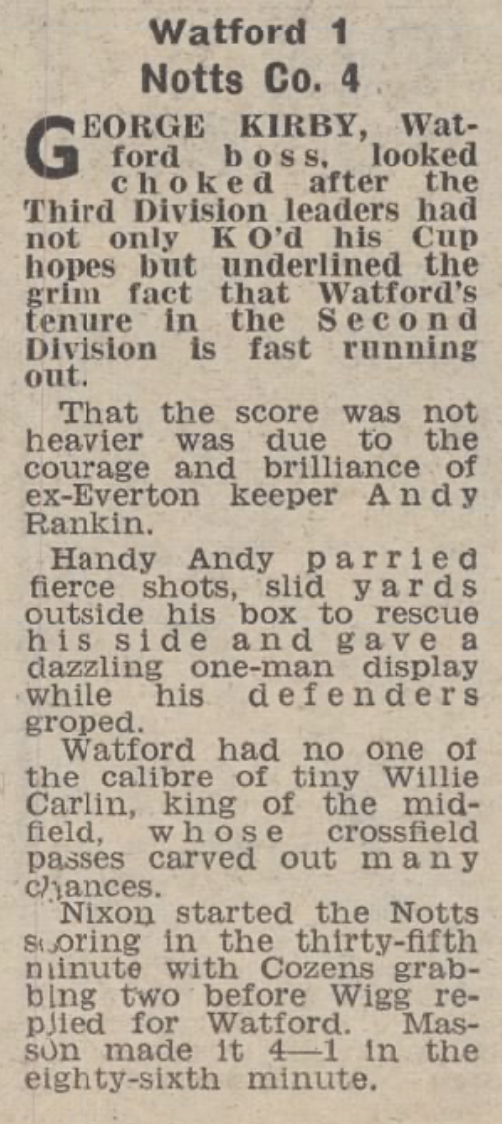 Watford 1
Notts Co. 4
GEORGE KIRBY, Wat-
ford boss, looked
choked after the
Third Division leaders had
not only KO'd his Cup
hopes but underlined the
grim fact that Watford's
tenure in the Second
Division is fast running
out.
That the score was not
heavier was due to the
courage and brilliance of
ex-Everton keeper Andy
Rankin.
Handy Andy parried
fierce shots, slid yards
outside his box to rescue
his side and gave a
dazzling one-man display
while his defenders
groped.
Watford had no one of
the calibre of tiny Willie
Carlin, king of the mid-
field, whose crossfield
passes carved out many
chances.
Nixon started the Notts
scoring in the thirty-fifth
minute with Cozens grab-
bing two before Wigg re-
plied for Watford. Mas-
son made it 4—1 in the
eighty-sixth minute.